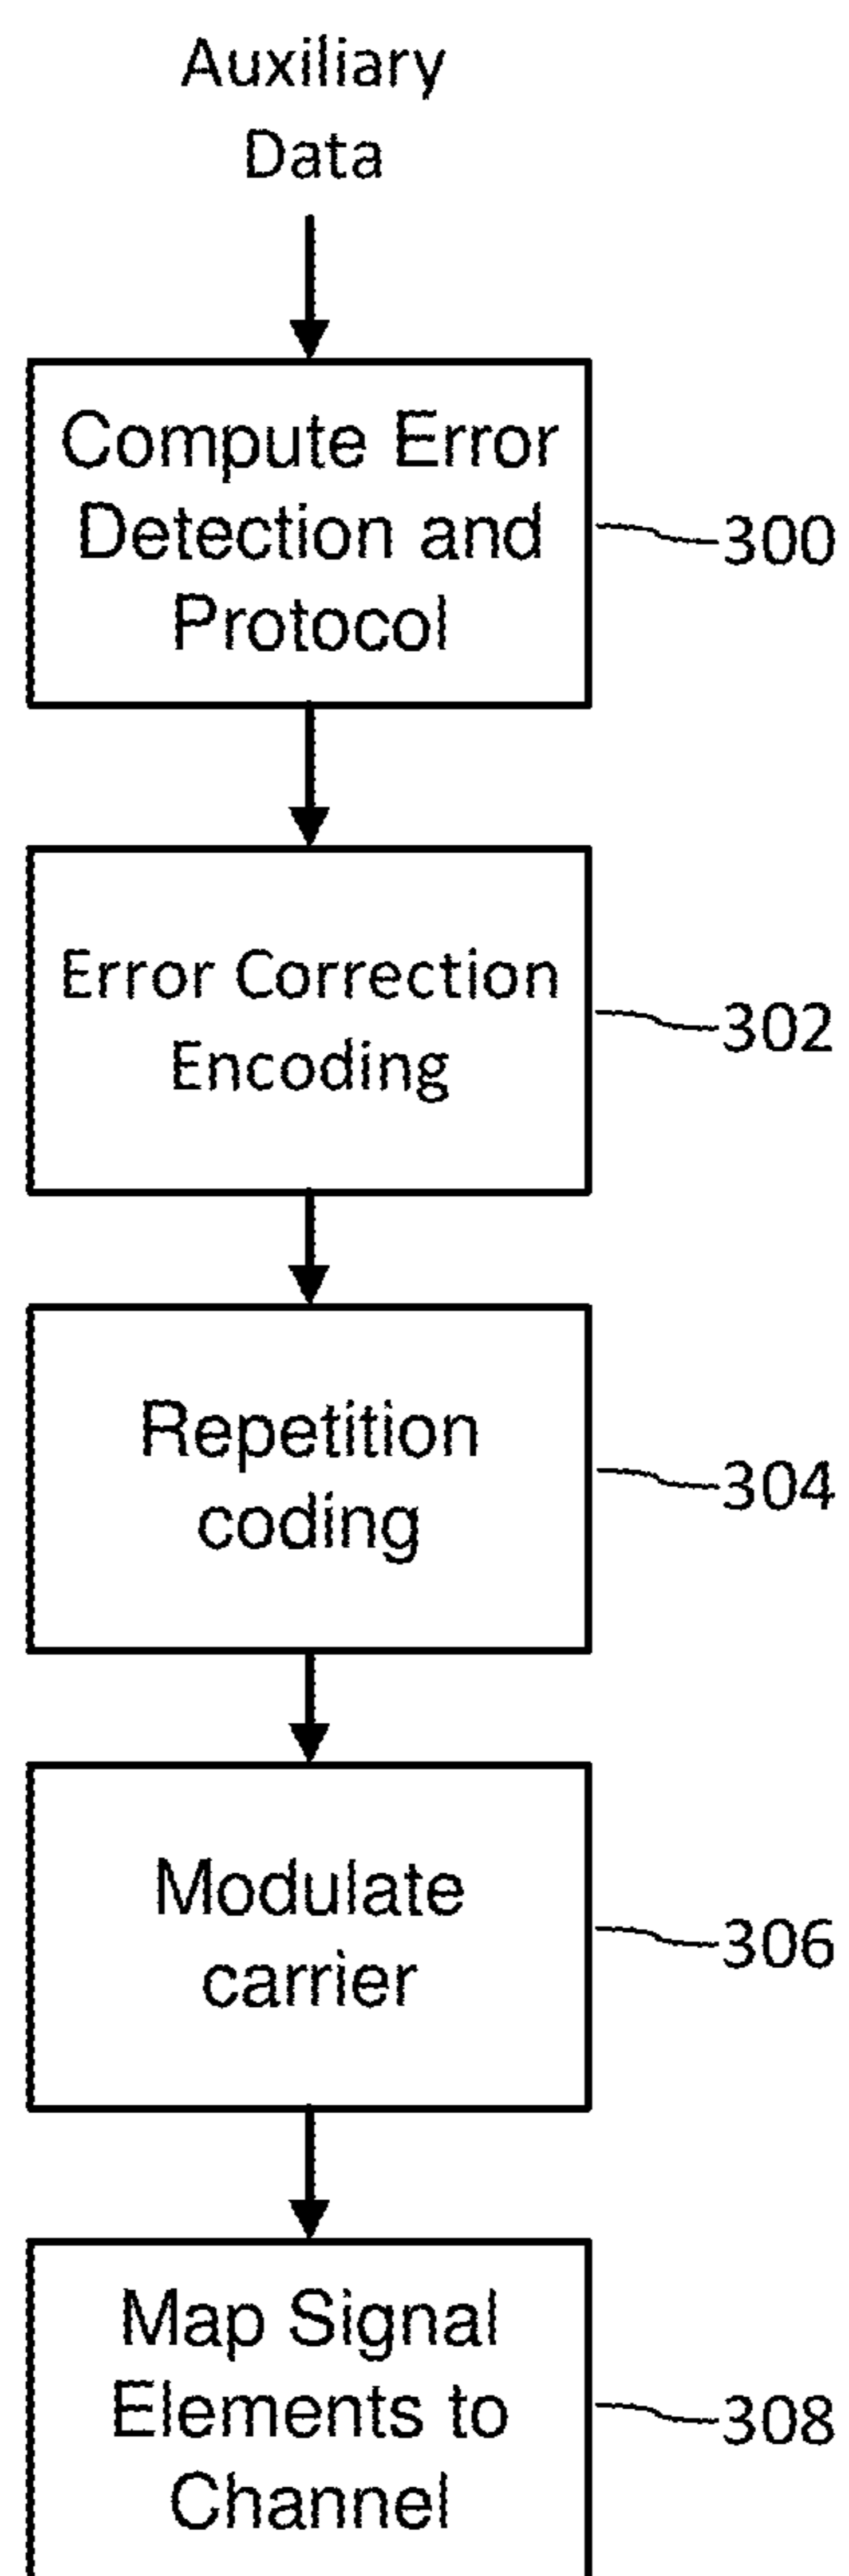 Auxiliary
Data
Compute Error
Detection and
Protocol
300
Error Correction
Encoding
302
Repetition
coding
304
Modulate
carrier
306
Map Signal
Elements to
Channel
308